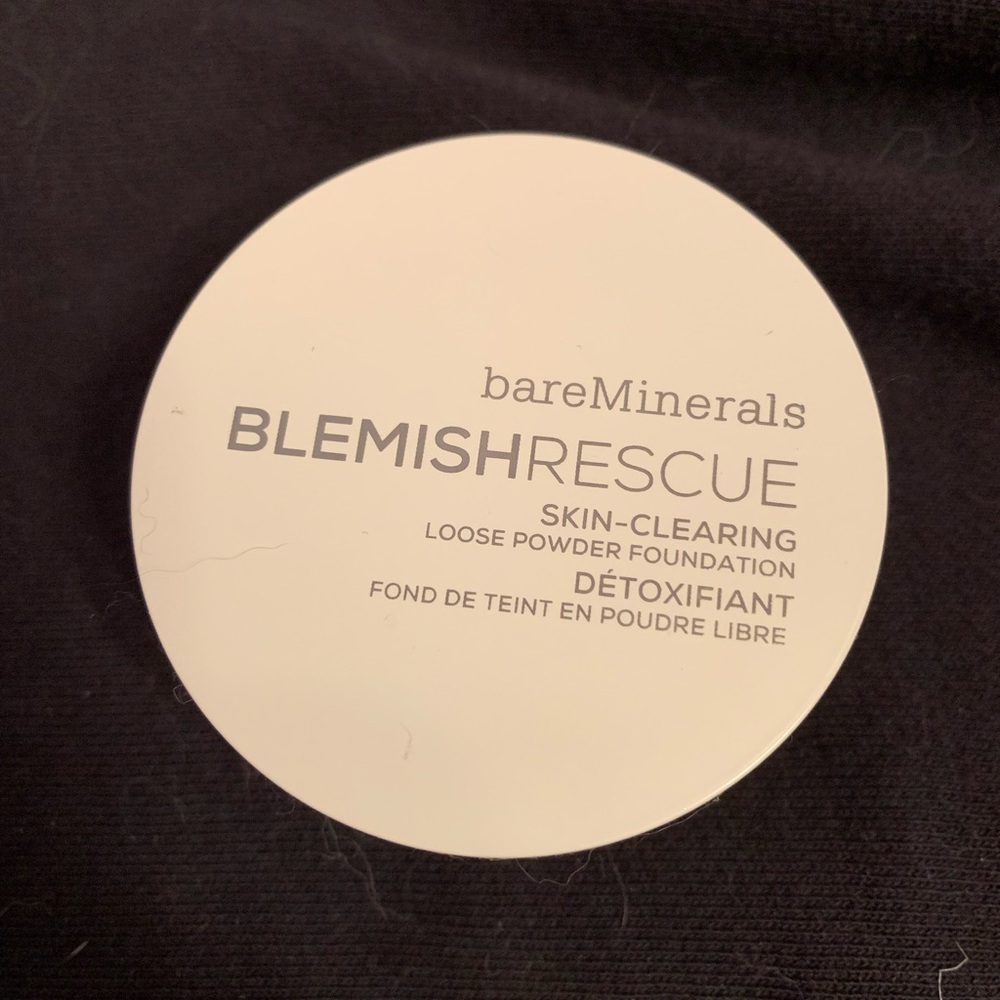 bareMinerals
BLEMISHRESCUE
SKIN-CLEARING
LOOSE POWDER FOUNDATION
DÉTOXIFIANT
FOND DE TEINT EN POUDRE LIBRE